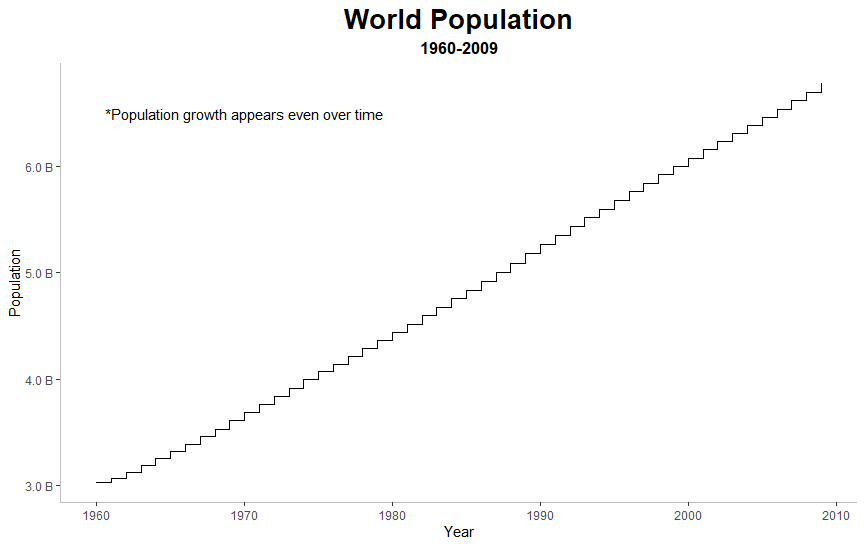 World Population
1960-2009
*Population growth appears even over time
6.0 B
5.0 B
4.0 B
3.0 B
Population
1960 1970 1980 1990 2000 2010
Year